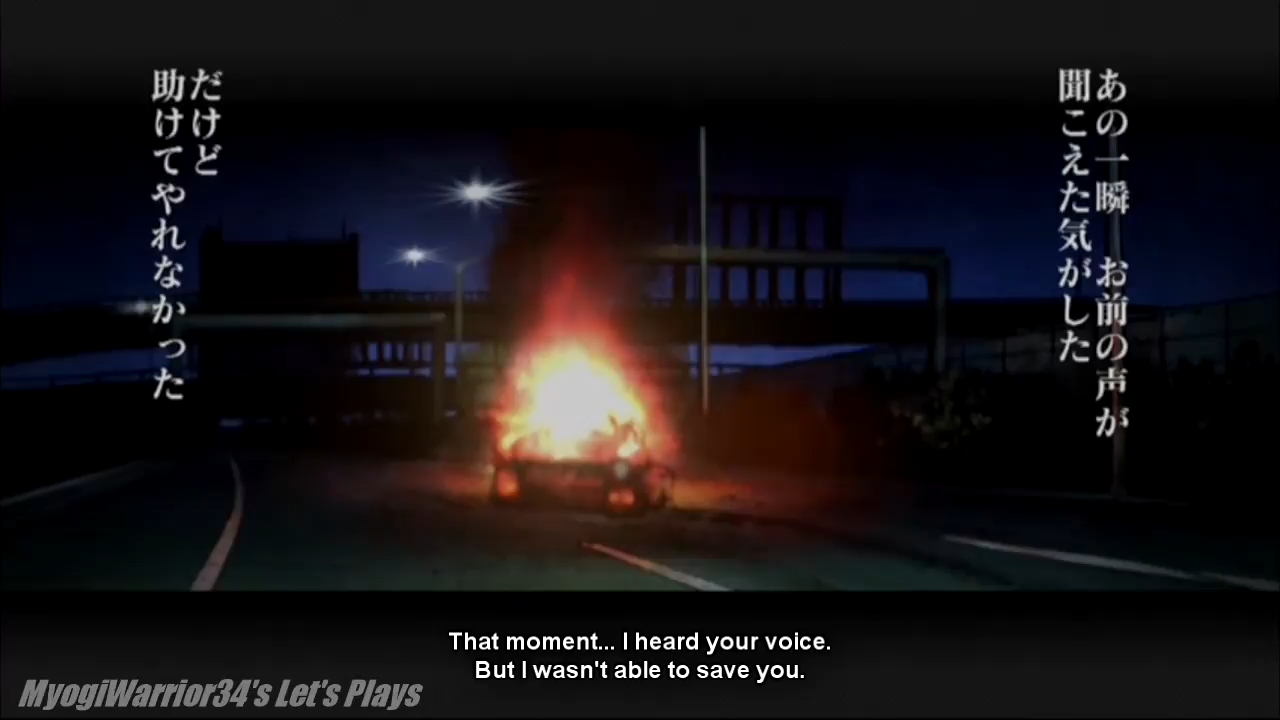 あの一瞬　お前の声が
聞こえた気がした
だけど
助けてやれなかった
That moment... I heard your voice.
But I wasn't able to save you.
MyogiWarrior34's Let's Plays